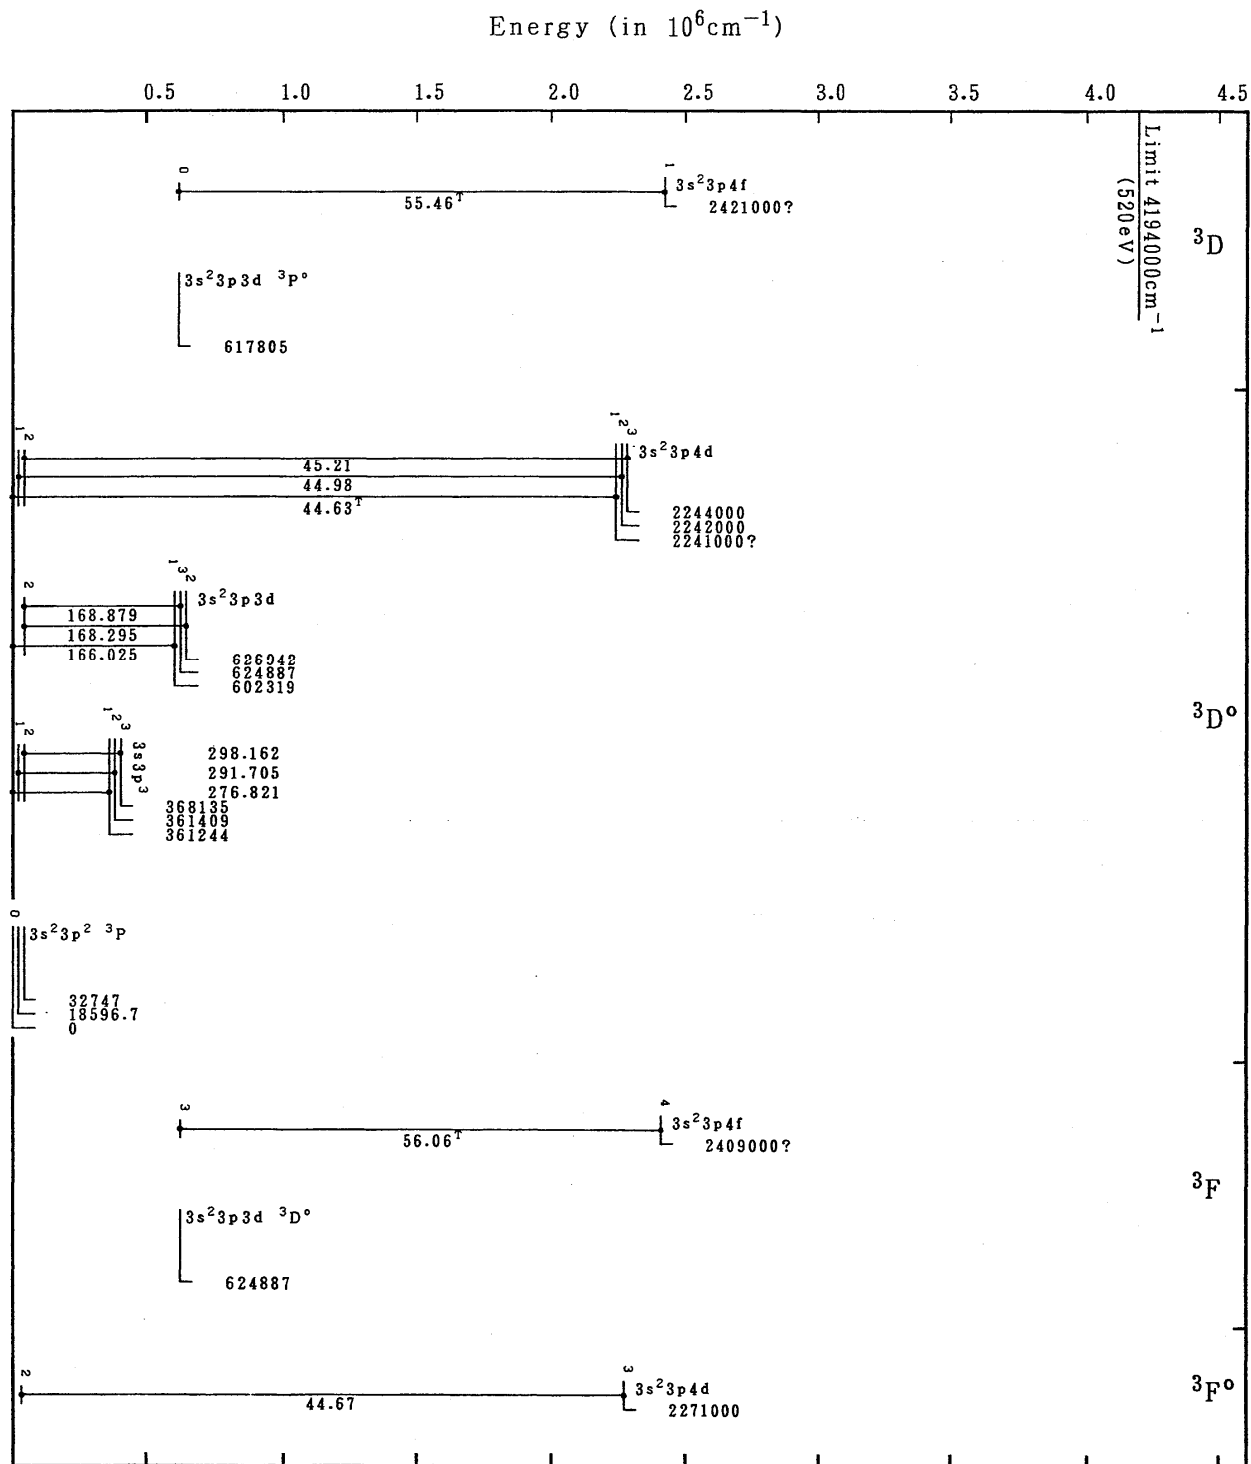 Energy (in 10⁶cm⁻¹)
0.5 1.0 1.5 2.0 2.5 3.0 3.5 4.0 4.5
Limit 4194000cm⁻¹
(520eV)
³D
0 1
3s²3p4f
55.46ᵀ
2421000?
3s²3p3d ³P°
617805
³D°
1 2 1 2 3
3s²3p4d
45.21
44.98
44.63ᵀ
2244000
2242000
2241000?
2 1 3 2
3s²3p3d
168.879
168.295
166.025
626942
624887
602319
1 2 1 2 3
3s3p³
298.162
291.705
276.821
368135
361409
361244
0
3s²3p² ³P
32747
18596.7
0
³F
3 4
3s²3p4f
56.06ᵀ
2409000?
3s²3p3d ³D°
624887
³F°
2 3
3s²3p4d
44.67
2271000